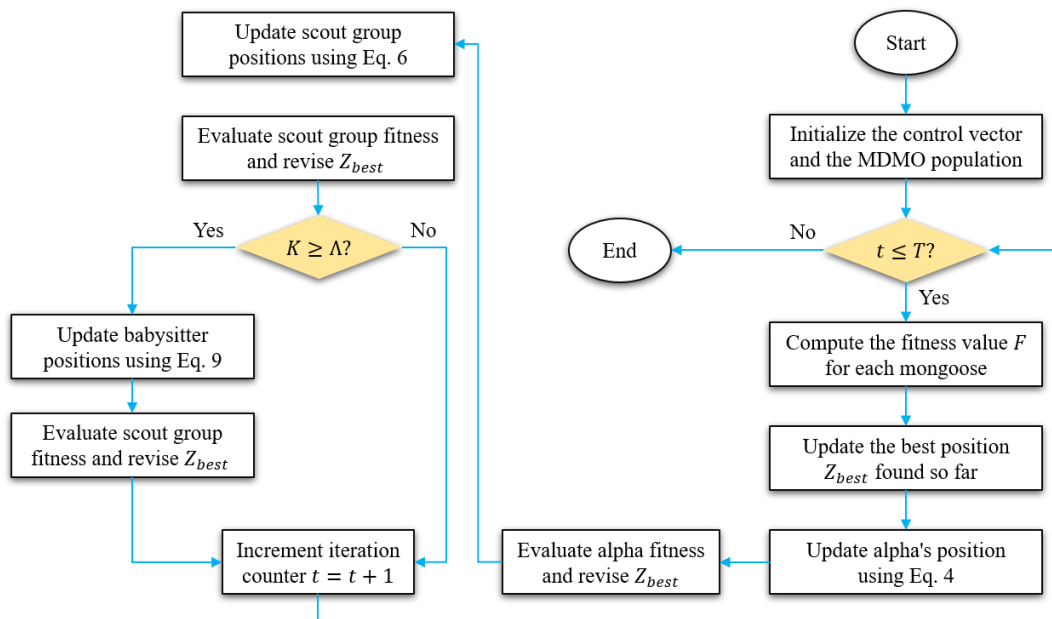 Start
Initialize the control vector
and the MDMO population
t ≤ T?
No
End
Yes
Compute the fitness value F
for each mongoose
Update the best position
Z_best found so far
Update alpha's position
using Eq. 4
Evaluate alpha fitness
and revise Z_best
Update scout group
positions using Eq. 6
Evaluate scout group fitness
and revise Z_best
K ≥ Λ?
Yes
No
Update babysitter
positions using Eq. 9
Evaluate scout group
fitness and revise Z_best
Increment iteration
counter t = t + 1